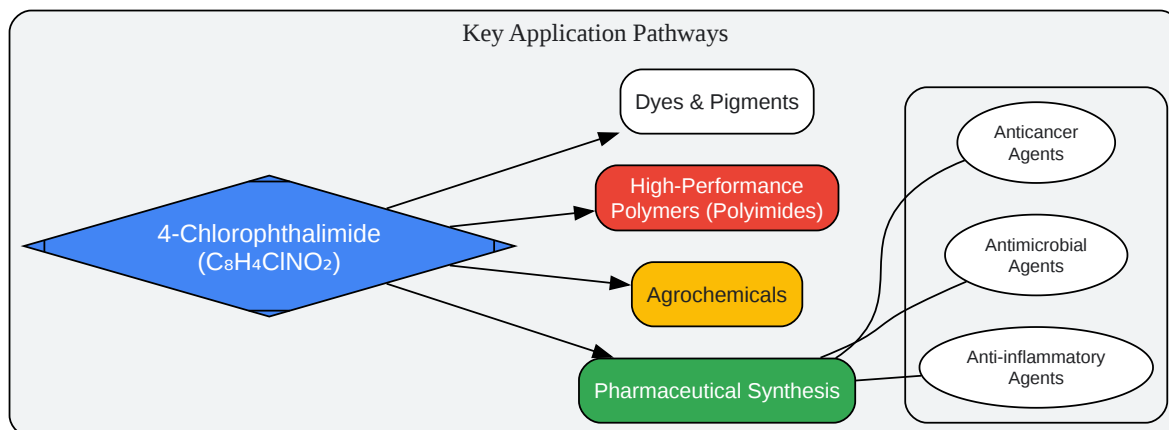 Key Application Pathways
4-Chlorophthalimide
(C₈H₄ClNO₂)
Dyes & Pigments
High-Performance
Polymers (Polyimides)
Agrochemicals
Pharmaceutical Synthesis
Anticancer
Agents
Antimicrobial
Agents
Anti-inflammatory
Agents